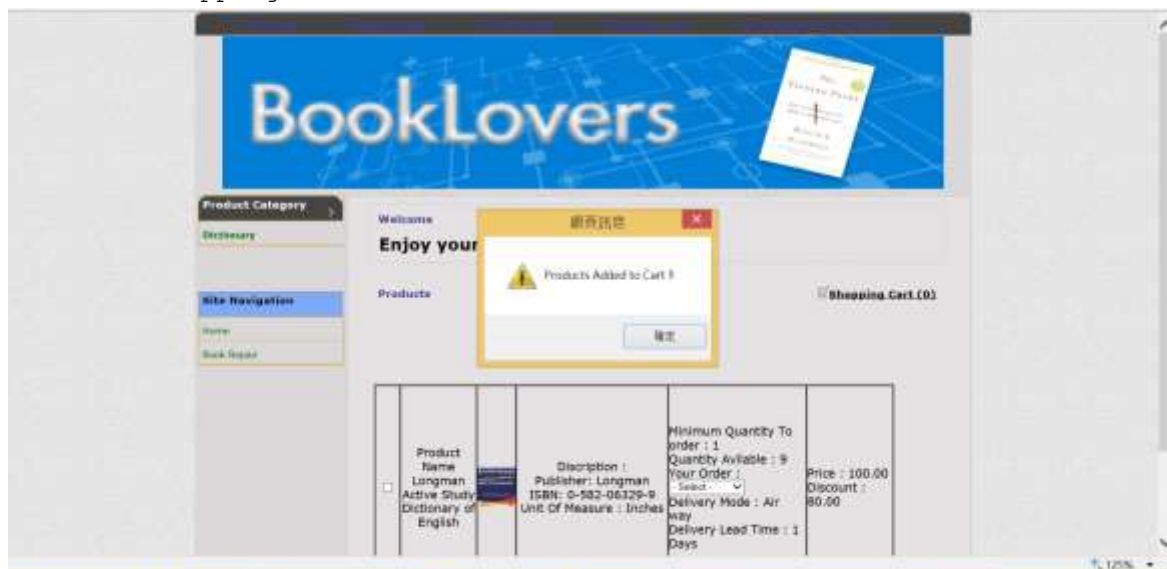 BookLovers
Product Category
Dictionary
Welcome
Enjoy your
網頁訊息
Products Added to Cart !!
確定
Products
Shopping Cart (0)
Site Navigation
Home
Book Repair
Product
Name
Longman
Active Study
Dictionary of
English
Discription :
Publisher: Longman
ISBN: 0-582-06329-9
Unit Of Measure : Inches
Minimum Quantity To
order : 1
Quantity Avilable : 9
Your Order :
Select
Delivery Mode : Air
way
Delivery Lead Time : 1
Days
Price : 100.00
Discount :
80.00
125%